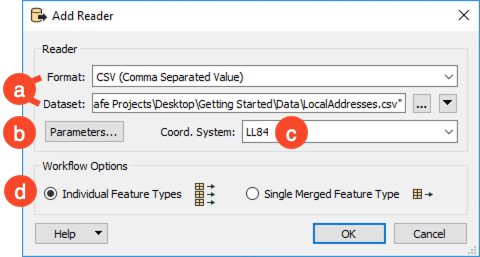 Add Reader
Reader
a
Format: CSV (Comma Separated Value)
Dataset: afe Projects\Desktop\Getting Started\Data\LocalAddresses.csv" ...
b Parameters... Coord. System: LL84 c
Workflow Options
d Individual Feature Types Single Merged Feature Type
Help OK Cancel